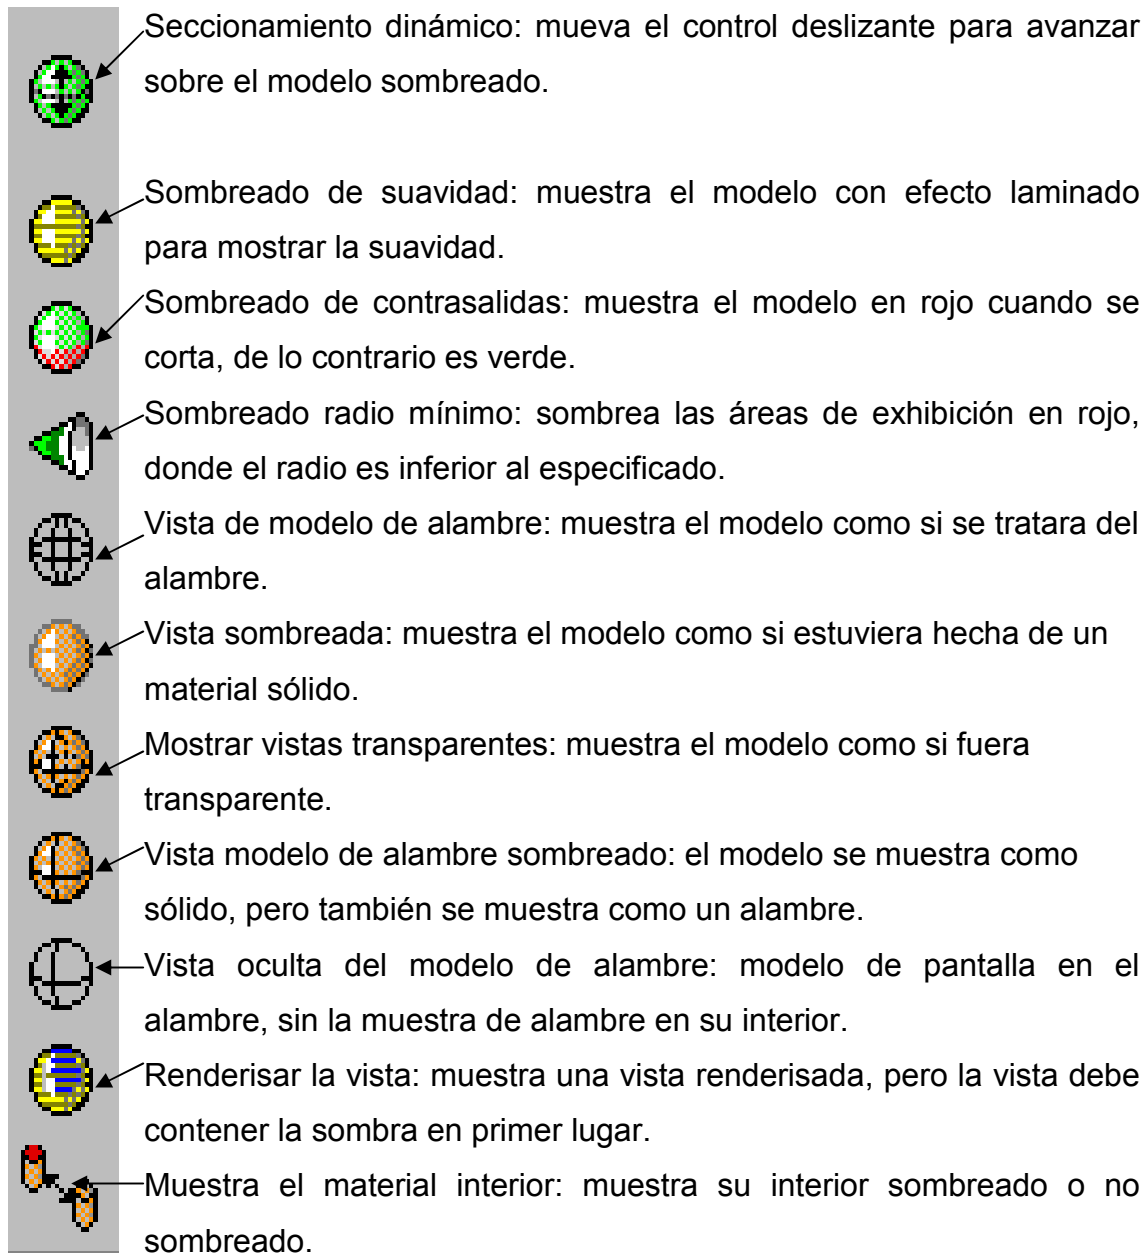 Seccionamiento dinámico: mueva el control deslizante para avanzar
sobre el modelo sombreado.
Sombreado de suavidad: muestra el modelo con efecto laminado
para mostrar la suavidad.
Sombreado de contrasalidas: muestra el modelo en rojo cuando se
corta, de lo contrario es verde.
Sombreado radio mínimo: sombrea las áreas de exhibición en rojo,
donde el radio es inferior al especificado.
Vista de modelo de alambre: muestra el modelo como si se tratara del
alambre.
Vista sombreada: muestra el modelo como si estuviera hecha de un
material sólido.
Mostrar vistas transparentes: muestra el modelo como si fuera
transparente.
Vista modelo de alambre sombreado: el modelo se muestra como
sólido, pero también se muestra como un alambre.
Vista oculta del modelo de alambre: modelo de pantalla en el
alambre, sin la muestra de alambre en su interior.
Renderisar la vista: muestra una vista renderisada, pero la vista debe
contener la sombra en primer lugar.
Muestra el material interior: muestra su interior sombreado o no
sombreado.